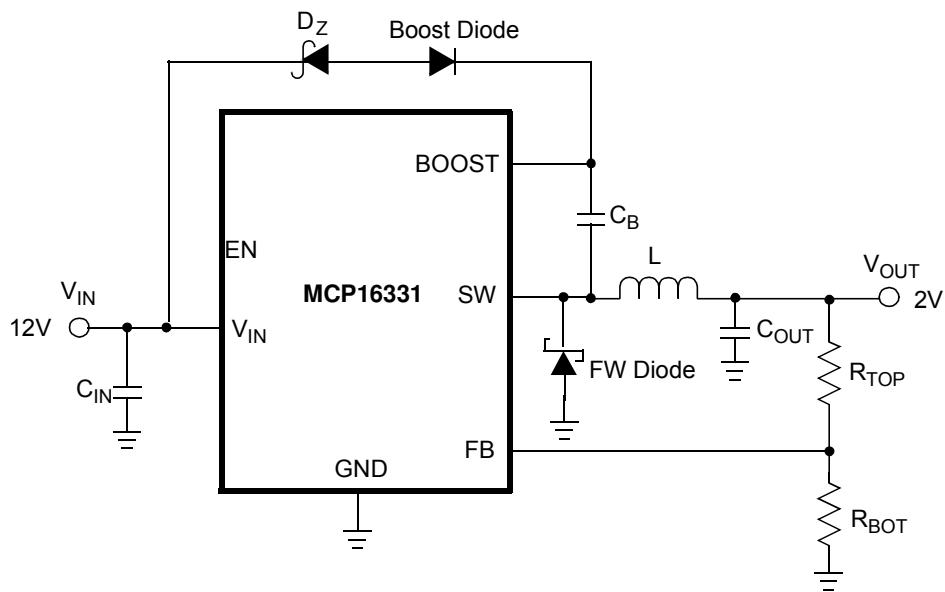 DZ
Boost Diode
BOOST
CB
EN
L
VOUT
VIN
MCP16331
SW
2V
12V
VIN
COUT
FW Diode
RTOP
CIN
FB
GND
RBOT